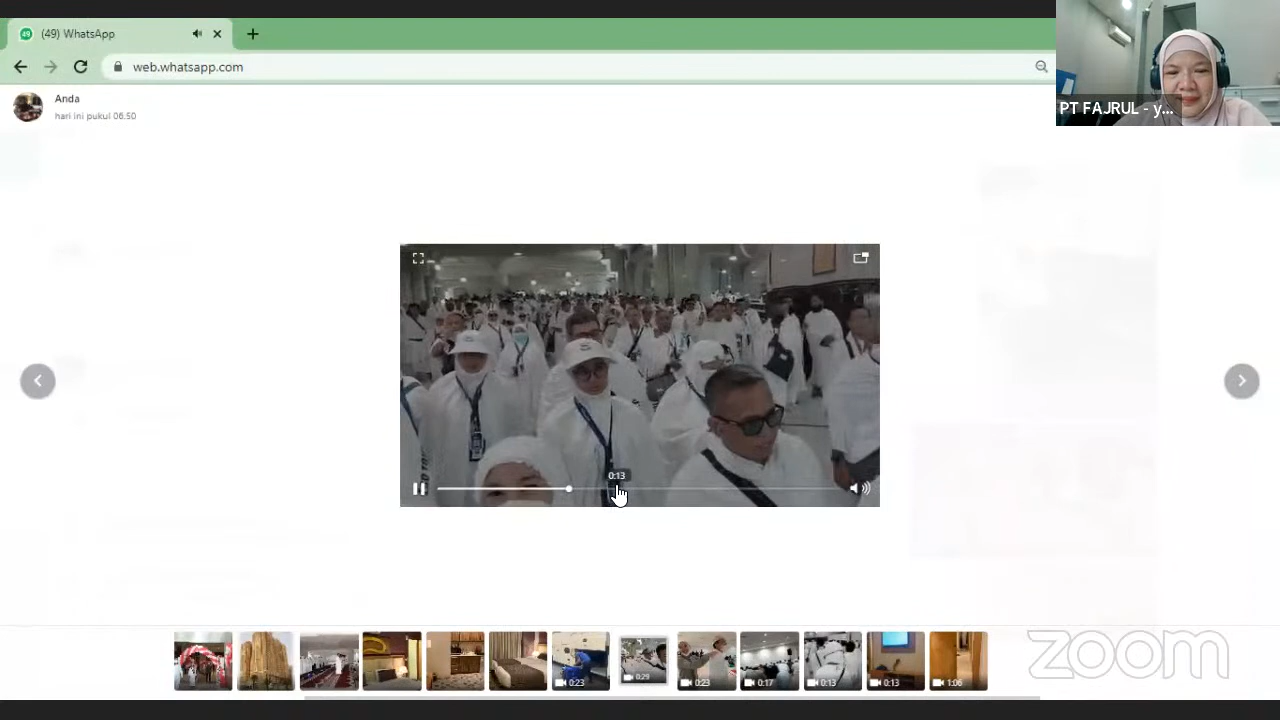 (49) WhatsApp
web.whatsapp.com
Anda
hari ini pukul 06.50
PT FAJRUL - y...
0:13
0:23
0:29
0:23
0:17
0:13
0:13
1:06
zoom